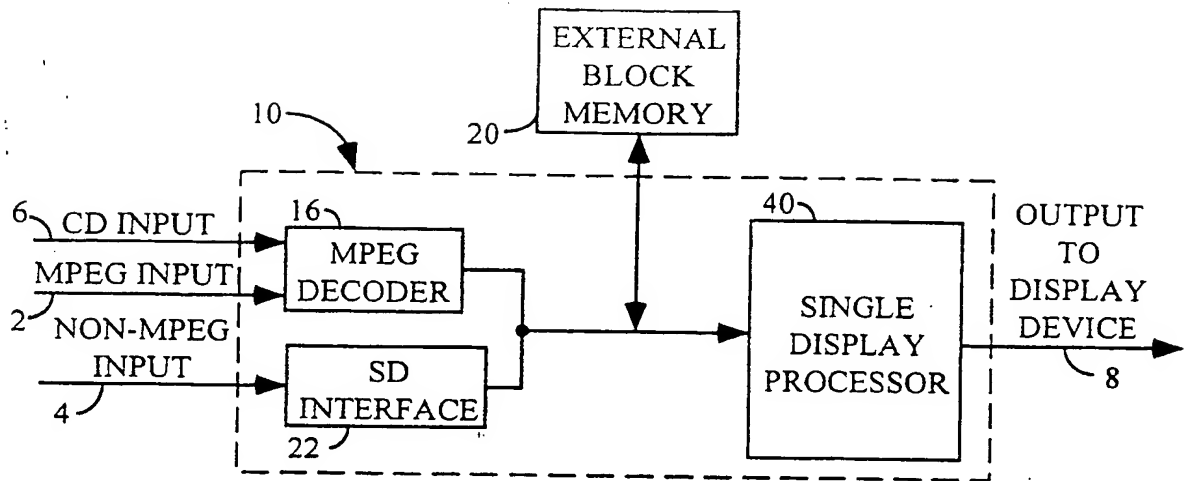 EXTERNAL
BLOCK
MEMORY
20
10
6
CD INPUT
MPEG INPUT
2
NON-MPEG
INPUT
4
16
MPEG
DECODER
SD
INTERFACE
22
40
SINGLE
DISPLAY
PROCESSOR
OUTPUT
TO
DISPLAY
DEVICE
8